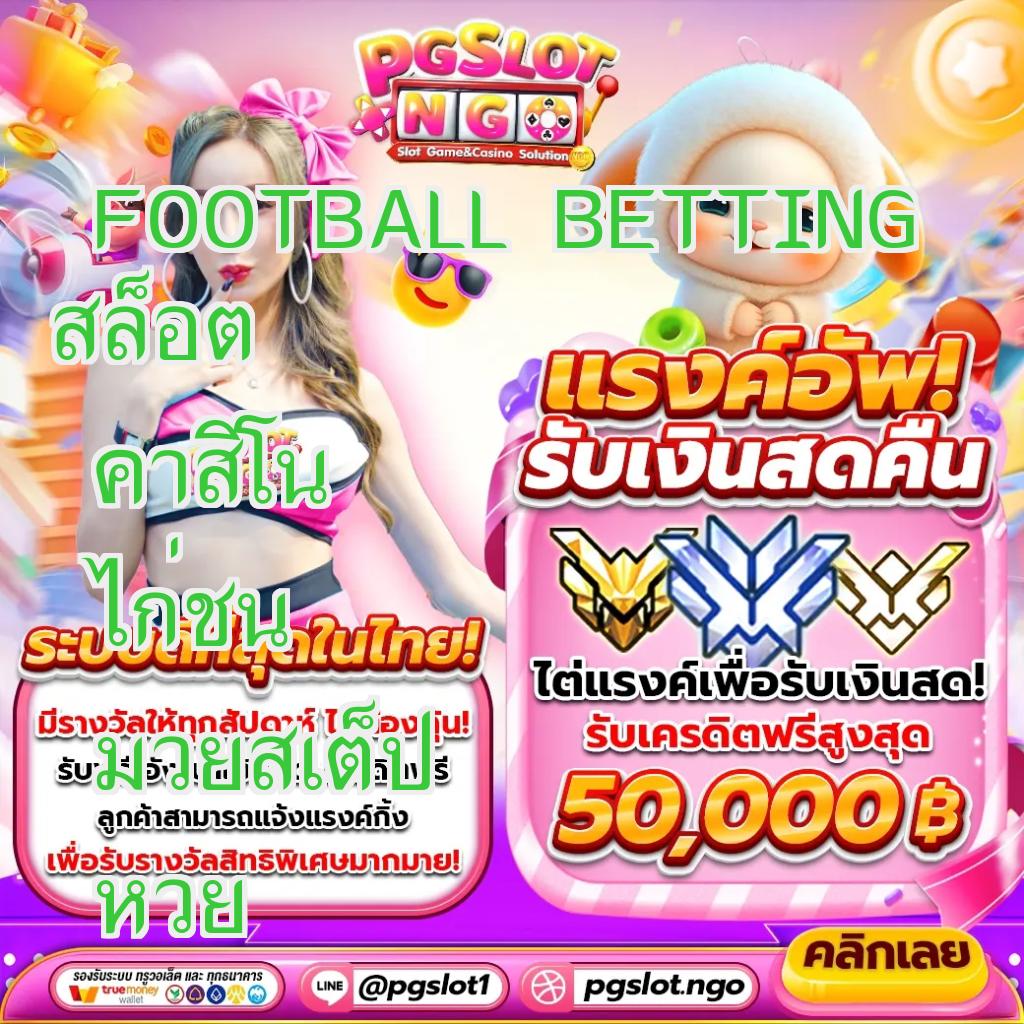 PGSLOT
NGO
Slot Game&Casino Solution
FOOTBALL BETTING
สล็อต
คาสิโน
ไก่ชน
มวยสเต็ป
หวย
แรงค์อัพ!
รับเงินสดคืน
ไต่แรงค์เพื่อรับเงินสด!
รับเครดิตฟรีสูงสุด
50,000 ฿
ในไทย!
มีรางวัลให้ทุกสัปดาห์
ลูกค้าสามารถแจ้งแรงค์กิ้ง
เพื่อรับรางวัลสิทธิพิเศษมากมาย!
คลิกเลย
รองรับระบบ ทรูวอเล็ต และ ทุกธนาคาร
truemoney
wallet
LINE @pgslot1
pgslot.ngo